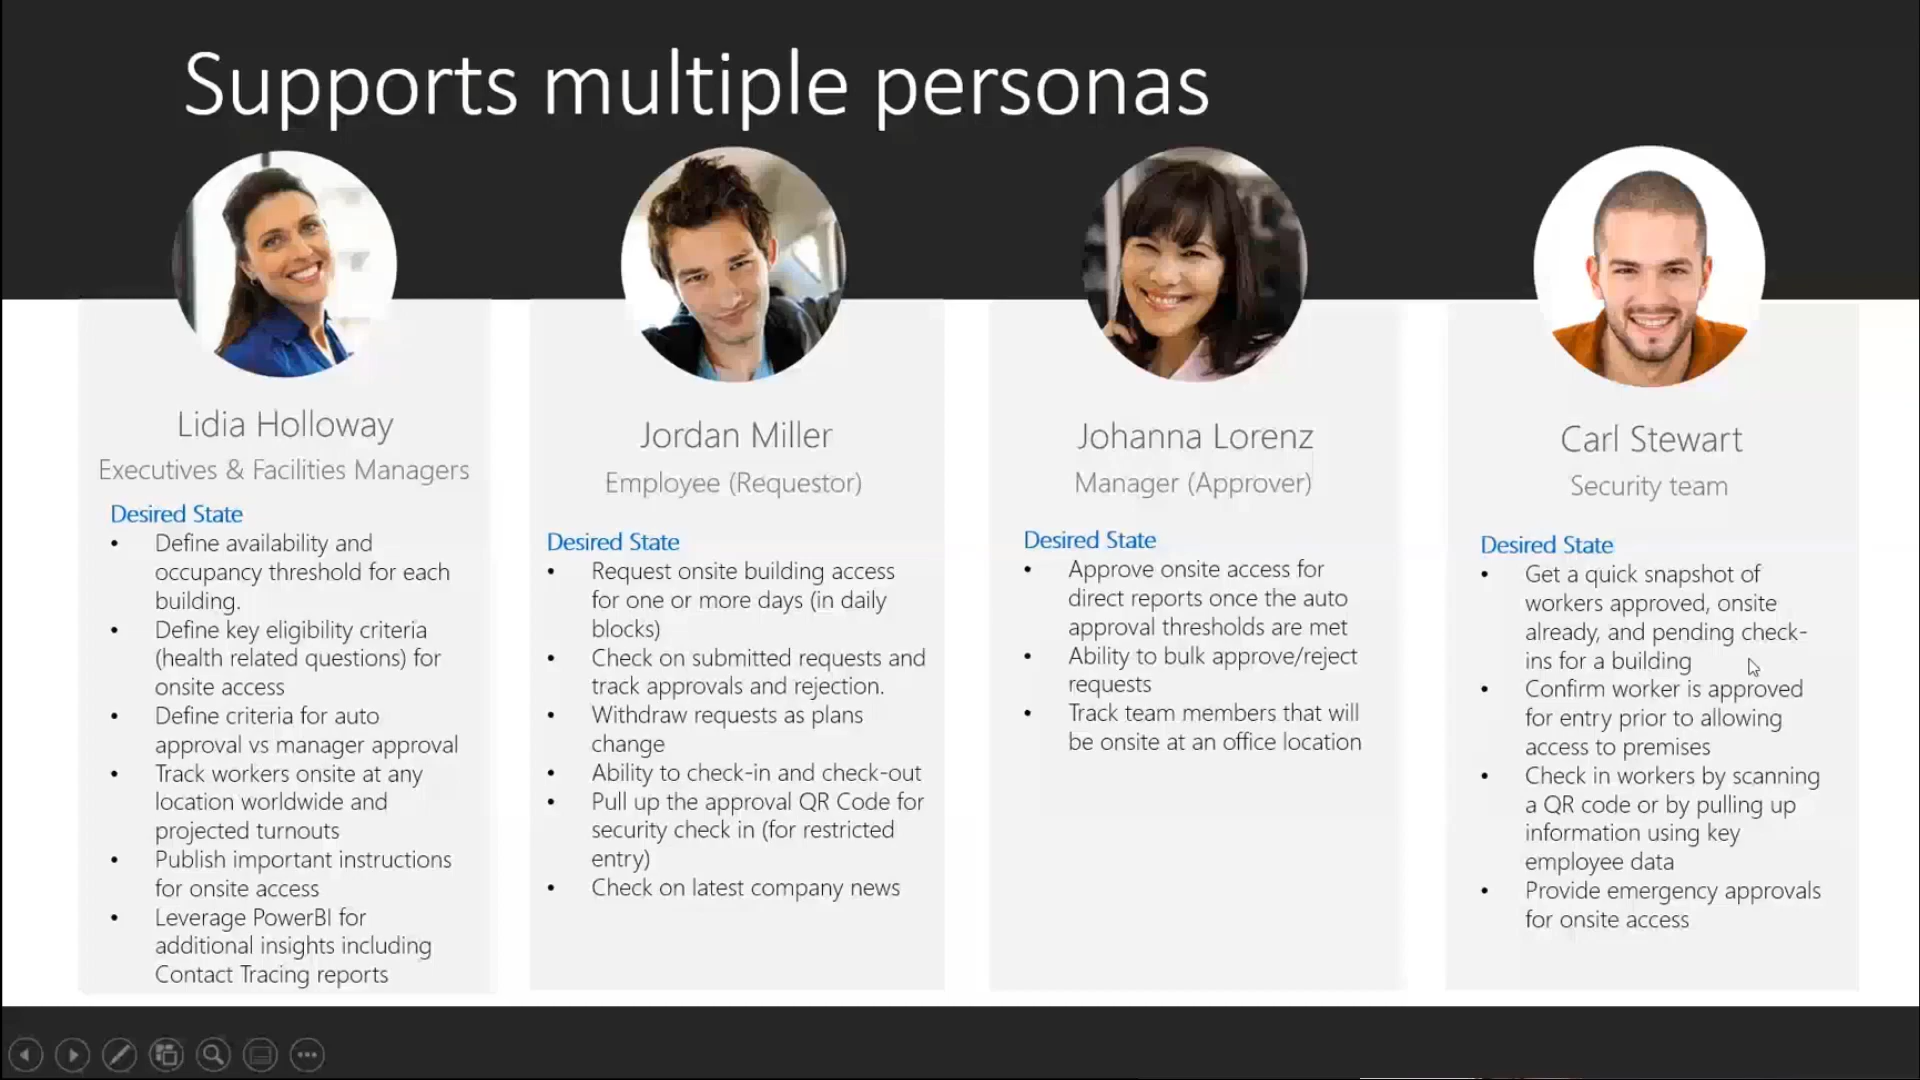 Supports multiple personas
Lidia Holloway
Executives & Facilities Managers
Desired State
• Define availability and
occupancy threshold for each
building.
• Define key eligibility criteria
(health related questions) for
onsite access
• Define criteria for auto
approval vs manager approval
• Track workers onsite at any
location worldwide and
projected turnouts
• Publish important instructions
for onsite access
• Leverage PowerBI for
additional insights including
Contact Tracing reports
Jordan Miller
Employee (Requestor)
Desired State
• Request onsite building access
for one or more days (in daily
blocks)
• Check on submitted requests and
track approvals and rejection.
• Withdraw requests as plans
change
• Ability to check-in and check-out
• Pull up the approval QR Code for
security check in (for restricted
entry)
• Check on latest company news
Johanna Lorenz
Manager (Approver)
Desired State
• Approve onsite access for
direct reports once the auto
approval thresholds are met
• Ability to bulk approve/reject
requests
• Track team members that will
be onsite at an office location
Carl Stewart
Security team
Desired State
• Get a quick snapshot of
workers approved, onsite
already, and pending check-
ins for a building
• Confirm worker is approved
for entry prior to allowing
access to premises
• Check in workers by scanning
a QR code or by pulling up
information using key
employee data
• Provide emergency approvals
for onsite access